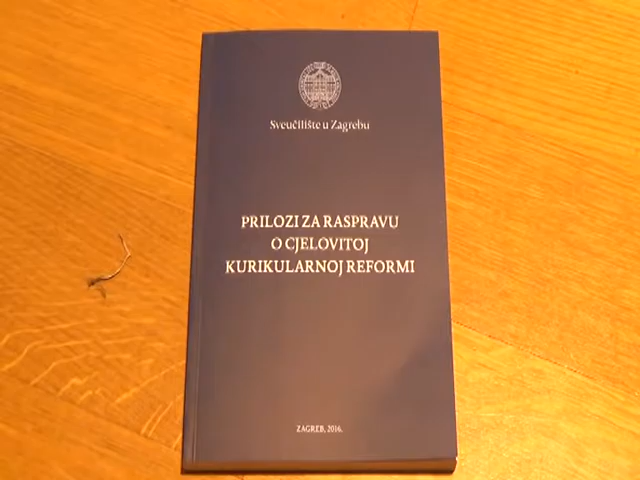 Sveučilište u Zagrebu
PRILOZI ZA RASPRAVU
O CJELOVITOJ
KURIKULARNOJ REFORMI
ZAGREB, 2016.